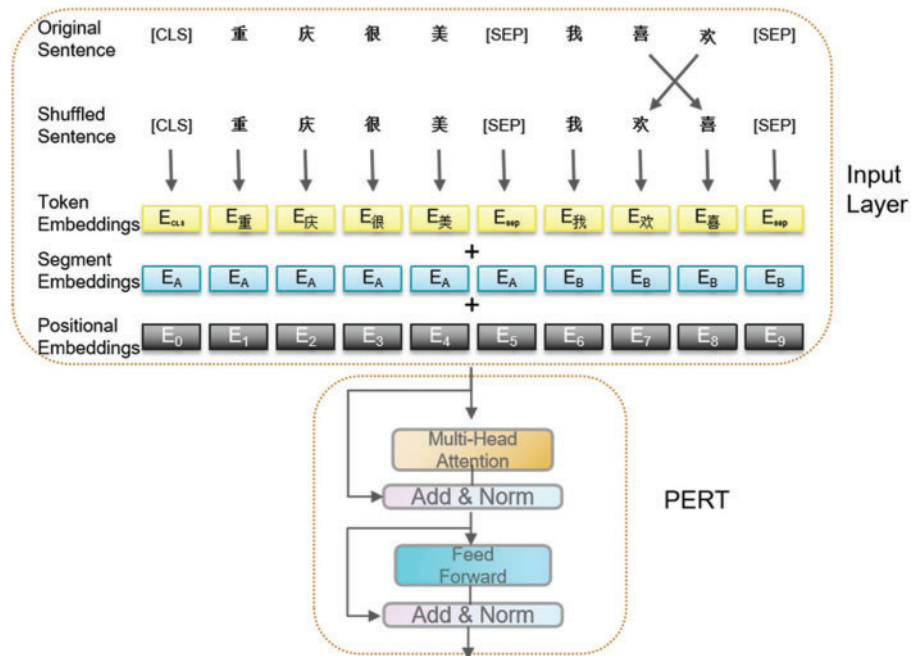 Original Sentence [CLS] 重 庆 很 美 [SEP] 我 喜 欢 [SEP]
Shuffled Sentence [CLS] 重 庆 很 美 [SEP] 我 欢 喜 [SEP]
Input Layer
Token Embeddings ECLS E重 E庆 E很 E美 Esep E我 E欢 E喜 Esep
+
Segment Embeddings EA EA EA EA EA EA EB EB EB EB
+
Positional Embeddings E0 E1 E2 E3 E4 E5 E6 E7 E8 E9
Multi-Head
Attention
Add & Norm
PERT
Feed
Forward
Add & Norm